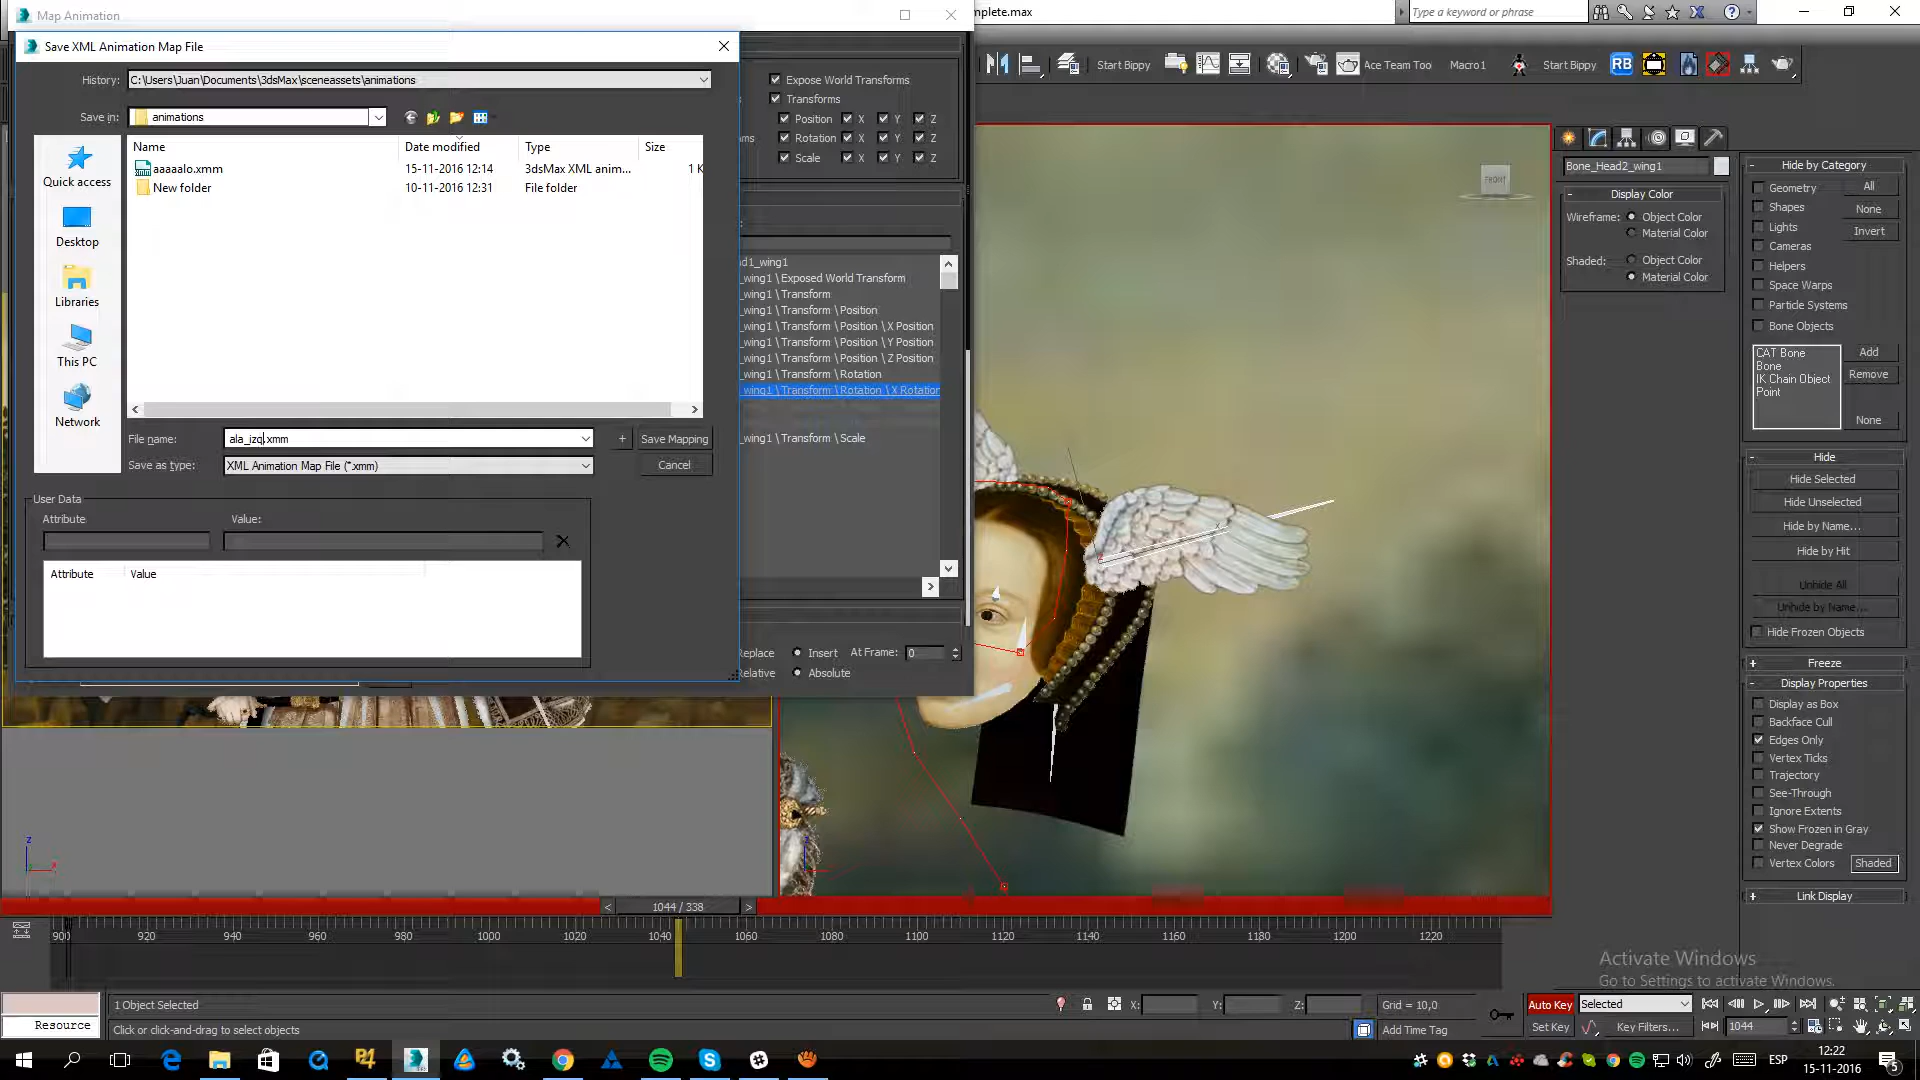 Map Animation
mplete.max
Type a keyword or phrase
Save XML Animation Map File
History:
C:\Users\Juan\Documents\3dsMax\sceneassets\animations
Save in:
animations
Name
Date modified
Type
Size
aaaaalo.xmm
15-11-2016 12:14
3dsMax XML anim...
1 K
New folder
10-11-2016 12:31
File folder
Quick access
Desktop
Libraries
This PC
Network
File name:
ala_izq.xmm
+
Save Mapping
Save as type:
XML Animation Map File (*.xmm)
Cancel
User Data
Attribute
Value:
Attribute
Value
Expose World Transforms
Transforms
Position X Y Z
ms Rotation X Y Z
Scale X Y Z
d1_wing1
_wing1 \ Exposed World Transform
_wing1 \ Transform
_wing1 \ Transform \ Position
_wing1 \ Transform \ Position \ X Position
_wing1 \ Transform \ Position \ Y Position
_wing1 \ Transform \ Position \ Z Position
_wing1 \ Transform \ Rotation
_wing1 \ Transform \ Rotation \ X Rotation
_wing1 \ Transform \ Scale
eplace
Insert
At Frame:
0
elative
Absolute
Start Bippy
Ace Team Too
Macro1
Start Bippy
RB
FRONT
Bone_Head2_wing1
- Display Color
Wireframe:
Object Color
Material Color
Shaded:
Object Color
Material Color
- Hide by Category
Geometry
All
Shapes
None
Lights
Invert
Cameras
Helpers
Space Warps
Particle Systems
Bone Objects
CAT Bone
Bone
IK Chain Object
Point
Add
Remove
None
- Hide
Hide Selected
Hide Unselected
Hide by Name...
Hide by Hit
Unhide All
Unhide by Name...
Hide Frozen Objects
+ Freeze
- Display Properties
Display as Box
Backface Cull
Edges Only
Vertex Ticks
Trajectory
See-Through
Ignore Extents
Show Frozen in Gray
Never Degrade
Vertex Colors
Shaded
+ Link Display
z
x
< 1044 / 338 >
900 920 940 960 980 1000 1020 1040 1060 1080 1100 1120 1140 1160 1180 1200 1220
Activate Windows
Go to Settings to activate Windows.
1 Object Selected
X:
Y:
Z:
Grid = 10,0
Auto Key
Selected
Resource
Click or click-and-drag to select objects
Add Time Tag
Set Key
Key Filters...
1044
ESP
12:22
15-11-2016
5